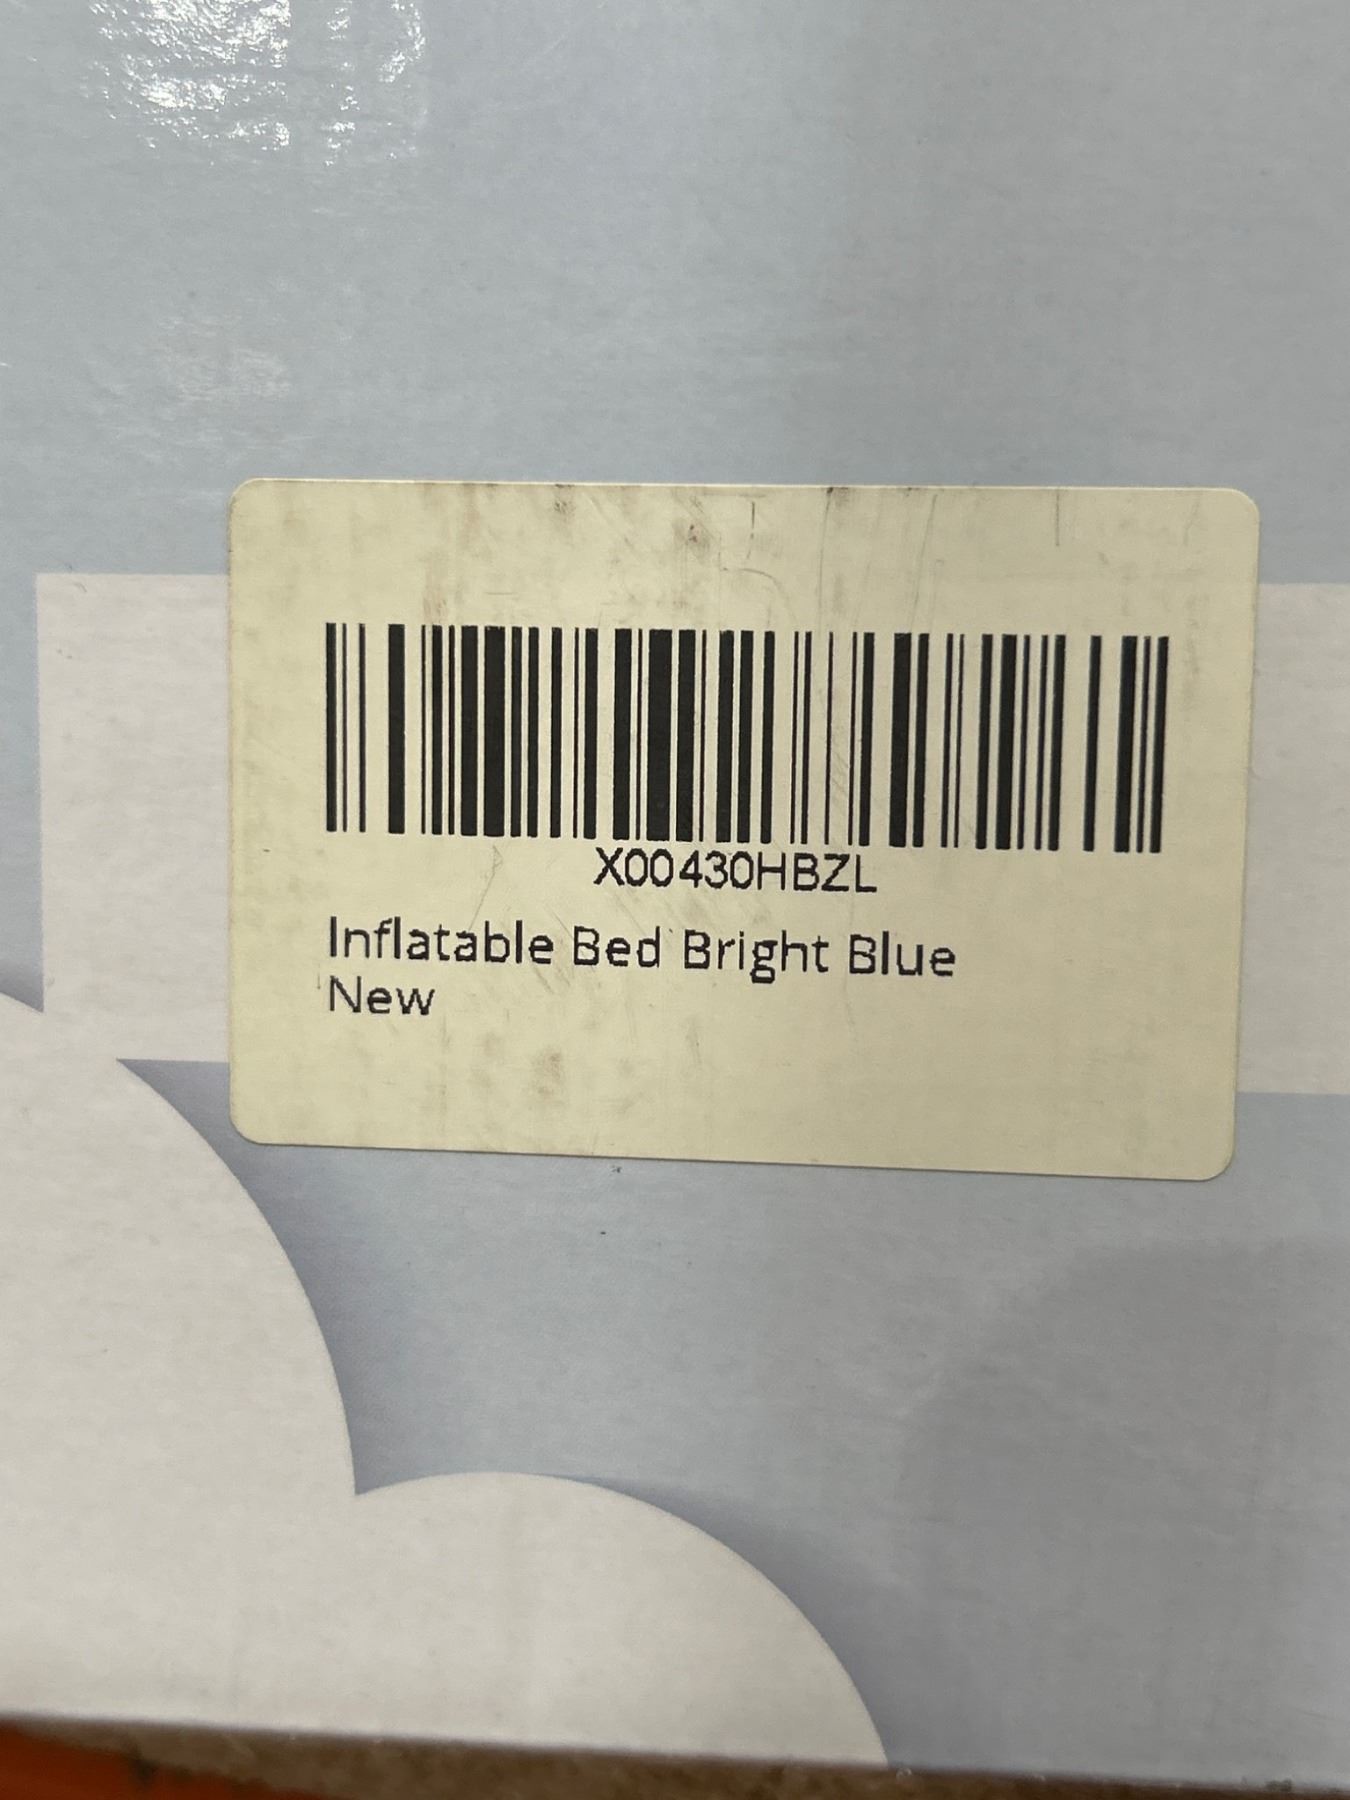 X00430HBZL
Inflatable Bed Bright Blue
New